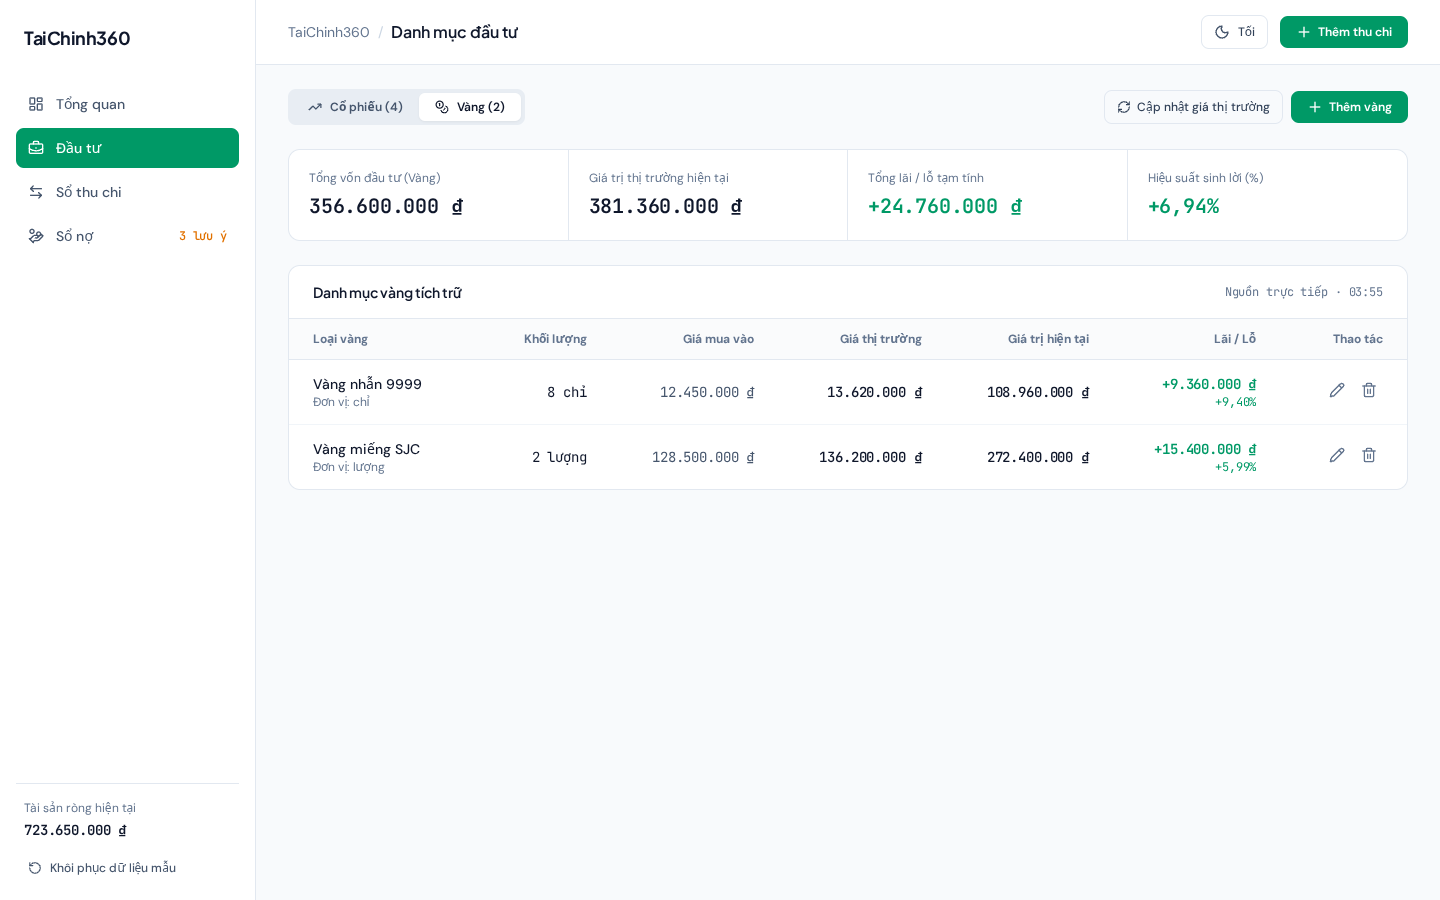 TaiChinh360
Tổng quan
Đầu tư
Sổ thu chi
Sổ nợ 3 lưu ý
Tài sản ròng hiện tại
723.650.000 ₫
Khôi phục dữ liệu mẫu
TaiChinh360 / Danh mục đầu tư
Tối
Thêm thu chi
Cổ phiếu (4)
Vàng (2)
Cập nhật giá thị trường
Thêm vàng
Tổng vốn đầu tư (Vàng)
356.600.000 ₫
Giá trị thị trường hiện tại
381.360.000 ₫
Tổng lãi / lỗ tạm tính
+24.760.000 ₫
Hiệu suất sinh lời (%)
+6,94%
Danh mục vàng tích trữ
Nguồn trực tiếp · 03:55
Loại vàng Khối lượng Giá mua vào Giá thị trường Giá trị hiện tại Lãi / Lỗ Thao tác
Vàng nhẫn 9999 8 chỉ 12.450.000 ₫ 13.620.000 ₫ 108.960.000 ₫ +9.360.000 ₫
Đơn vị: chỉ +9,40%
Vàng miếng SJC 2 lượng 128.500.000 ₫ 136.200.000 ₫ 272.400.000 ₫ +15.400.000 ₫
Đơn vị: lượng +5,99%